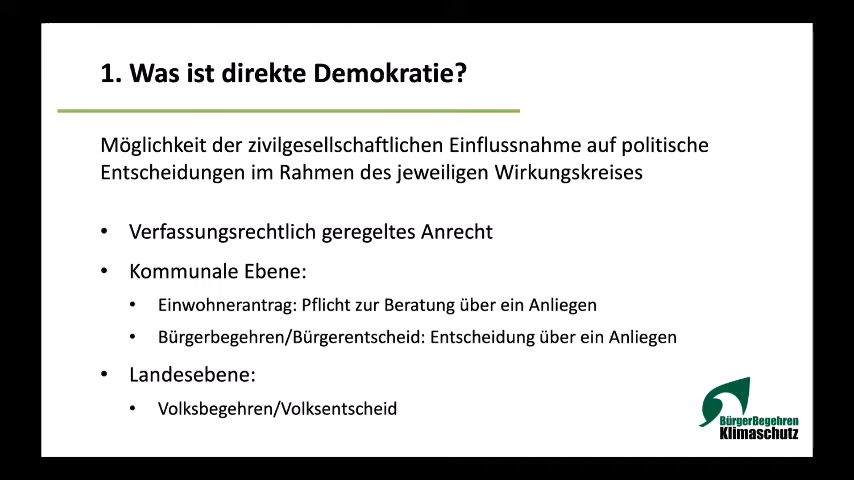 1. Was ist direkte Demokratie?
Möglichkeit der zivilgesellschaftlichen Einflussnahme auf politische
Entscheidungen im Rahmen des jeweiligen Wirkungskreises
• Verfassungsrechtlich geregeltes Anrecht
• Kommunale Ebene:
• Einwohnerantrag: Pflicht zur Beratung über ein Anliegen
• Bürgerbegehren/Bürgerentscheid: Entscheidung über ein Anliegen
• Landesebene:
• Volksbegehren/Volksentscheid
BürgerBegehren
Klimaschutz